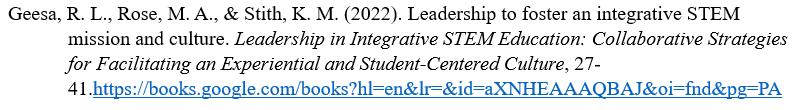 Geesa, R. L., Rose, M. A., & Stith, K. M. (2022). Leadership to foster an integrative STEM
mission and culture. Leadership in Integrative STEM Education: Collaborative Strategies
for Facilitating an Experiential and Student-Centered Culture, 27-
41.https://books.google.com/books?hl=en&lr=&id=aXNHEAAAQBAJ&oi=fnd&pg=PA